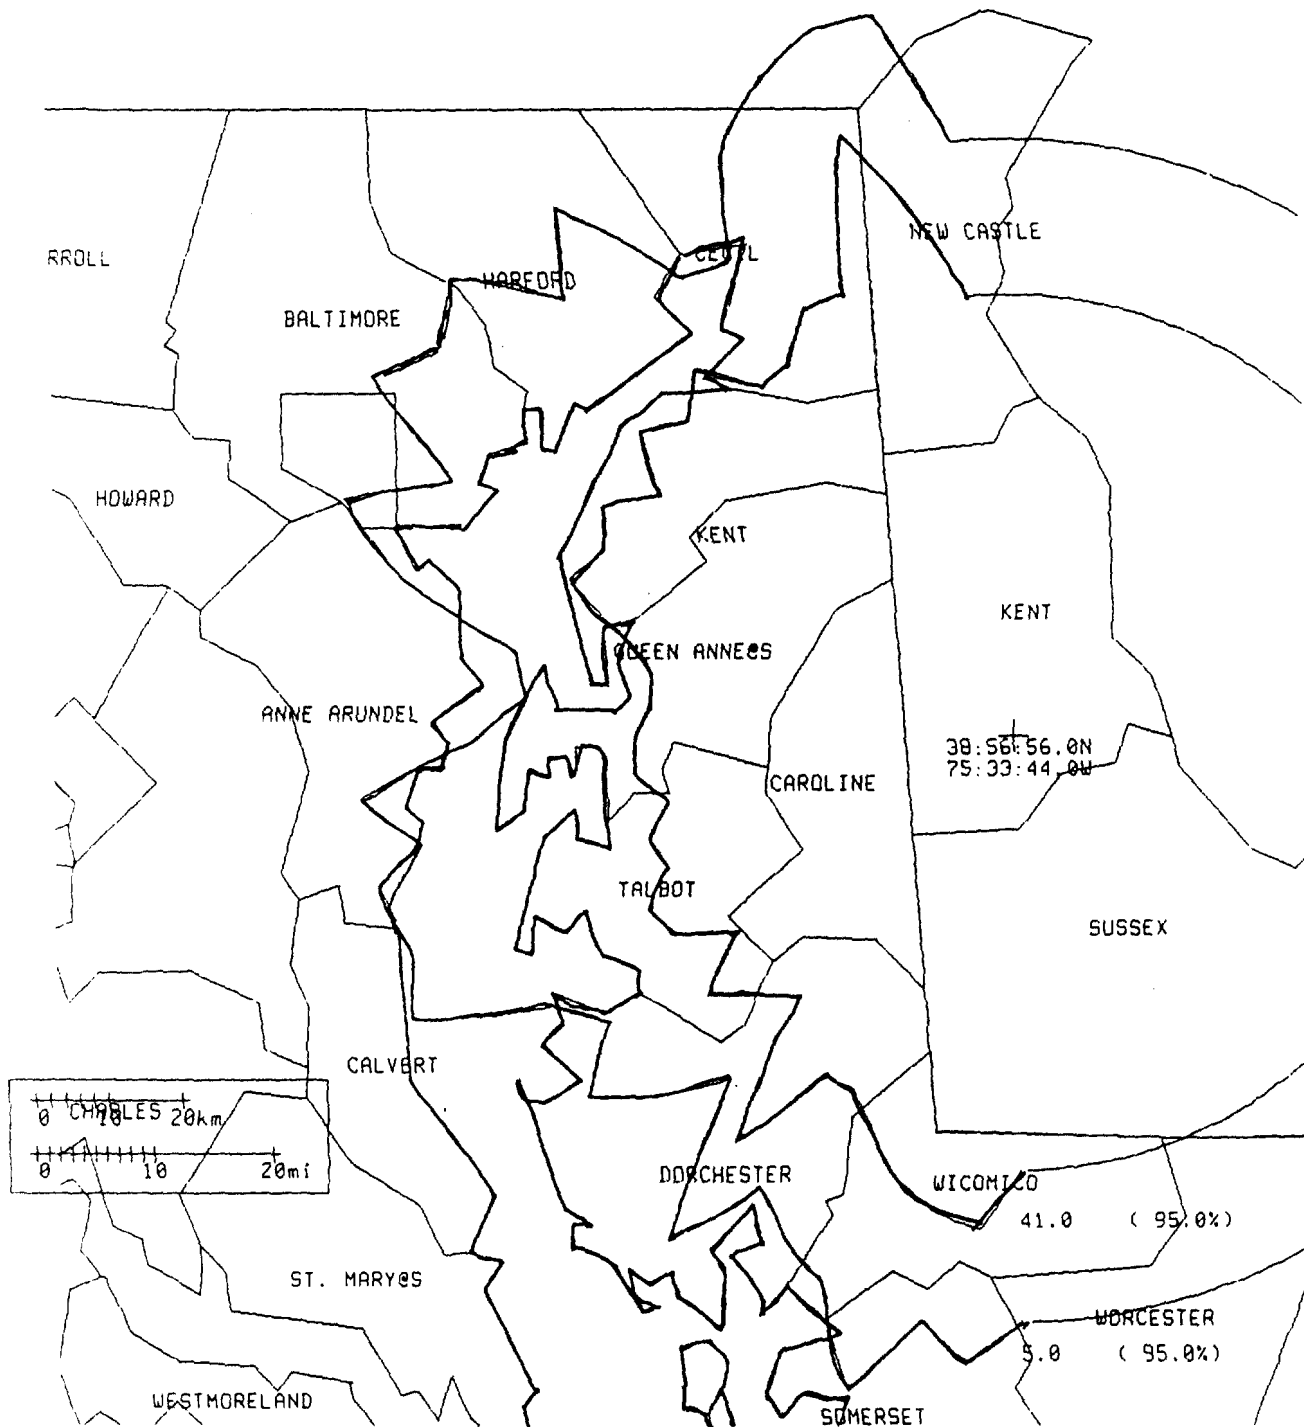 NEW CASTLE
RROLL
CECIL
HARFORD
BALTIMORE
HOWARD
KENT
KENT
QUEEN ANNE@S
ANNE ARUNDEL
38:56:56.0N
75:33:44.0W
CAROLINE
TALBOT
SUSSEX
CALVERT
CHARLES
0 10 20km
0 10 20mi
DORCHESTER
WICOMICO
41.0 ( 95.0%)
ST. MARY@S
WORCESTER
5.0 ( 95.0%)
WESTMORELAND
SOMERSET